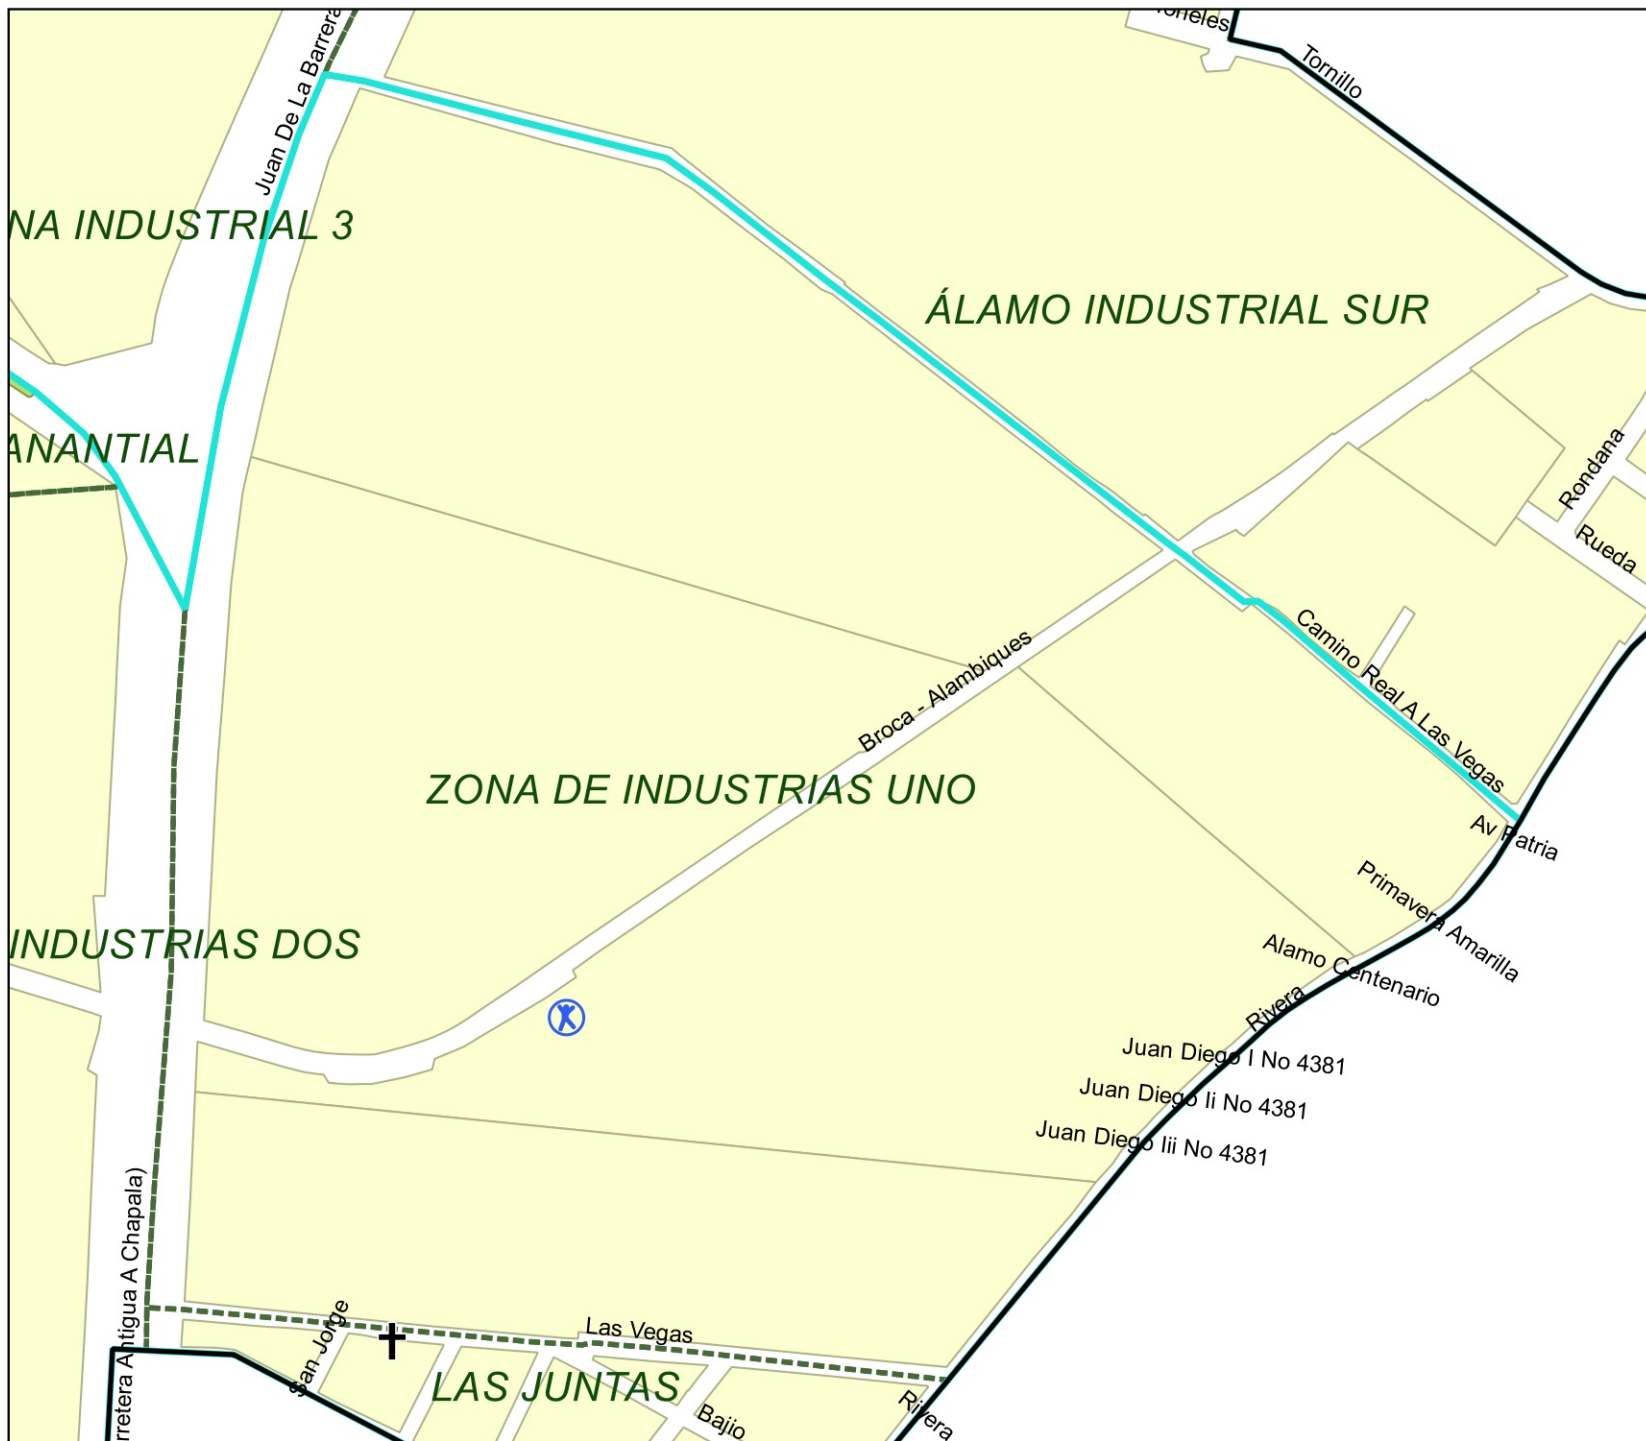 oneles
Tornillo
Juan De La Barrera
NA INDUSTRIAL 3
ÁLAMO INDUSTRIAL SUR
ANANTIAL
Rondana
Rueda
Camino Real A Las Vegas
Broca - Alambiques
ZONA DE INDUSTRIAS UNO
Av Patria
Primavera Amarilla
INDUSTRIAS DOS
Alamo Centenario
Rivera
Juan Diego I No 4381
Juan Diego Ii No 4381
Juan Diego Iii No 4381
rretera Antigua A Chapala)
San Jorge
Las Vegas
LAS JUNTAS
Bajio
Rivera